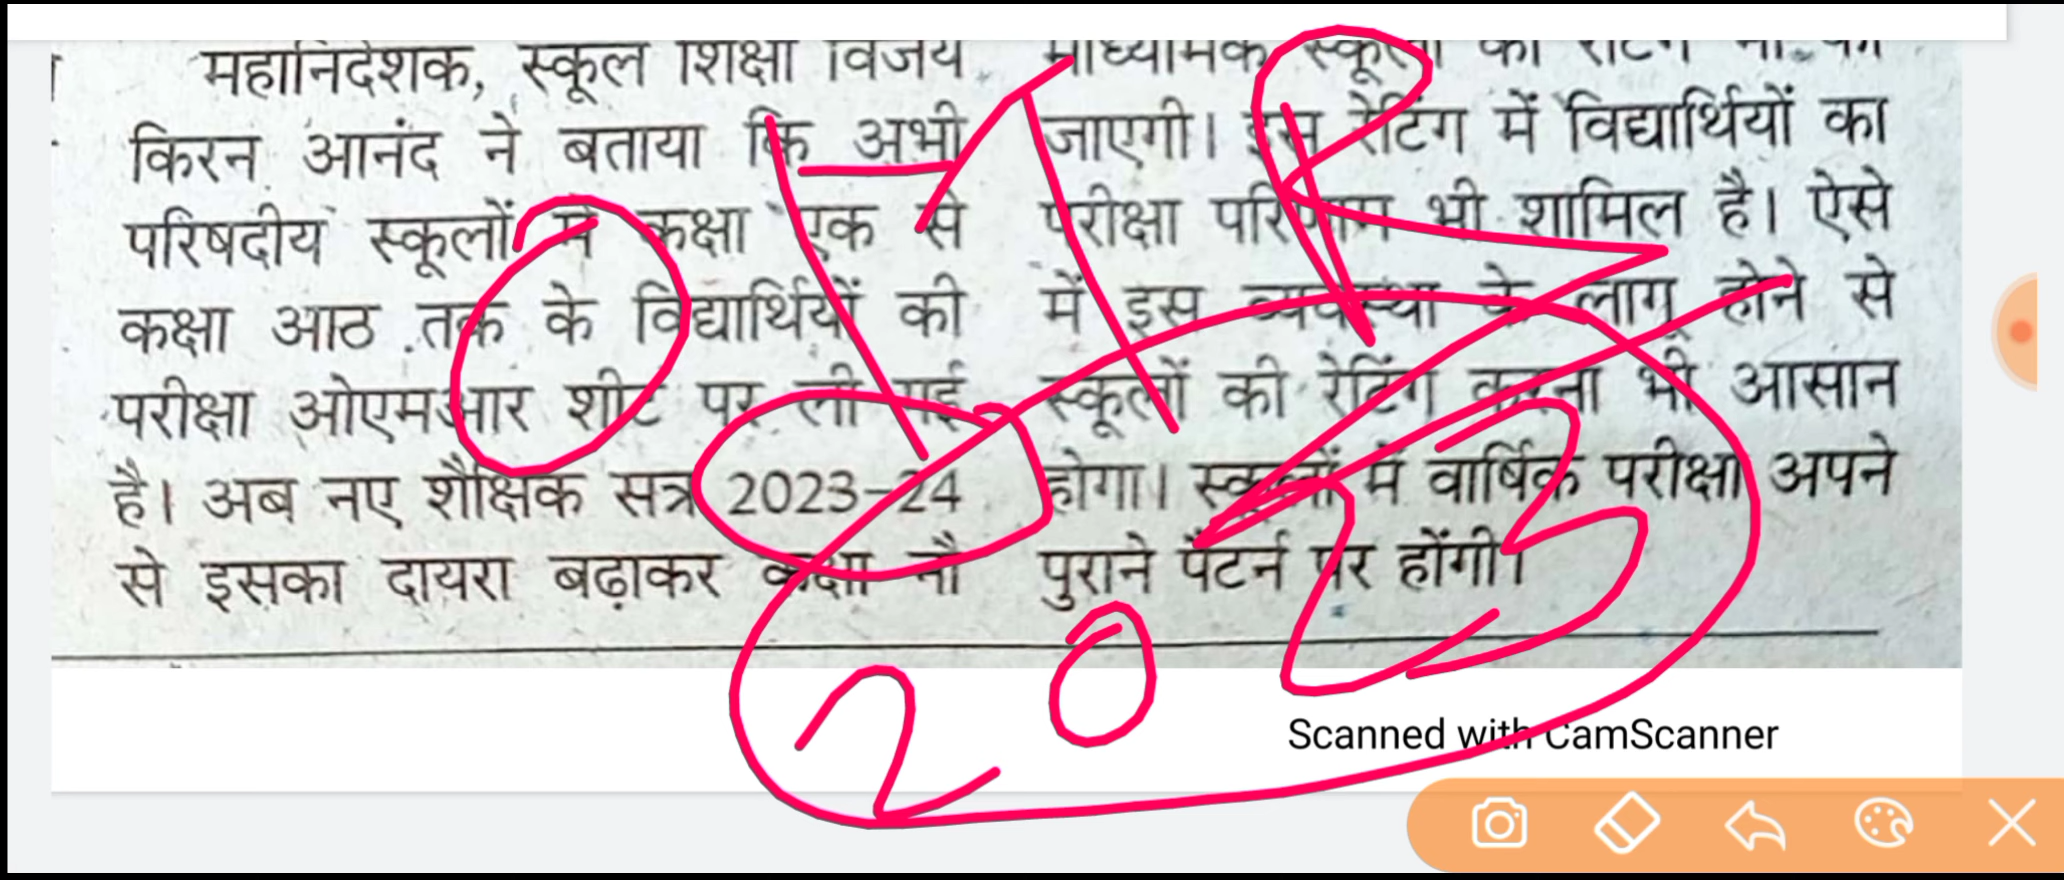 महानिदेशक, स्कूल शिक्षा विजय
किरन आनंद ने बताया कि अभी
परिषदीय स्कूलों में कक्षा एक से
कक्षा आठ तक के विद्यार्थियों की
परीक्षा ओएमआर शीट पर ली गई
है। अब नए शैक्षिक सत्र 2023-24
से इसका दायरा बढ़ाकर कक्षा नौ
माध्यमिक स्कूलों की रेटिंग भी की
जाएगी। इस रेटिंग में विद्यार्थियों का
परीक्षा परिणाम भी शामिल है। ऐसे
में इस व्यवस्था के लागू होने से
स्कूलों की रेटिंग करना भी आसान
होगा। स्कूलों में वार्षिक परीक्षा अपने
पुराने पैटर्न पर होंगी।
2023
Scanned with CamScanner